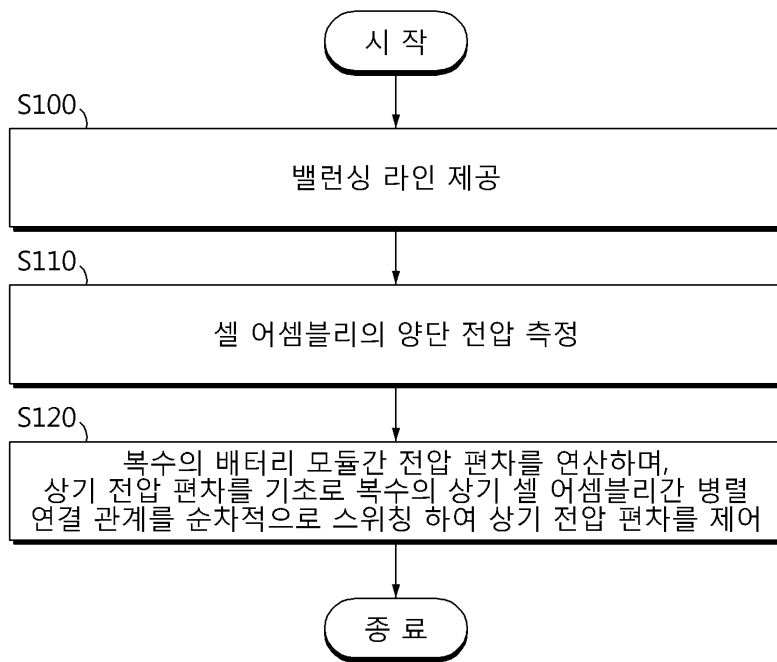 시 작
S100
밸런싱 라인 제공
S110
셀 어셈블리의 양단 전압 측정
S120
복수의 배터리 모듈간 전압 편차를 연산하며,
상기 전압 편차를 기초로 복수의 상기 셀 어셈블리간 병렬
연결 관계를 순차적으로 스위칭 하여 상기 전압 편차를 제어
종 료